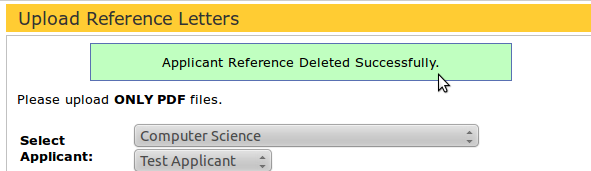 Upload Reference Letters
Applicant Reference Deleted Successfully.
Please upload ONLY PDF files.
Select Applicant:
Computer Science
Test Applicant